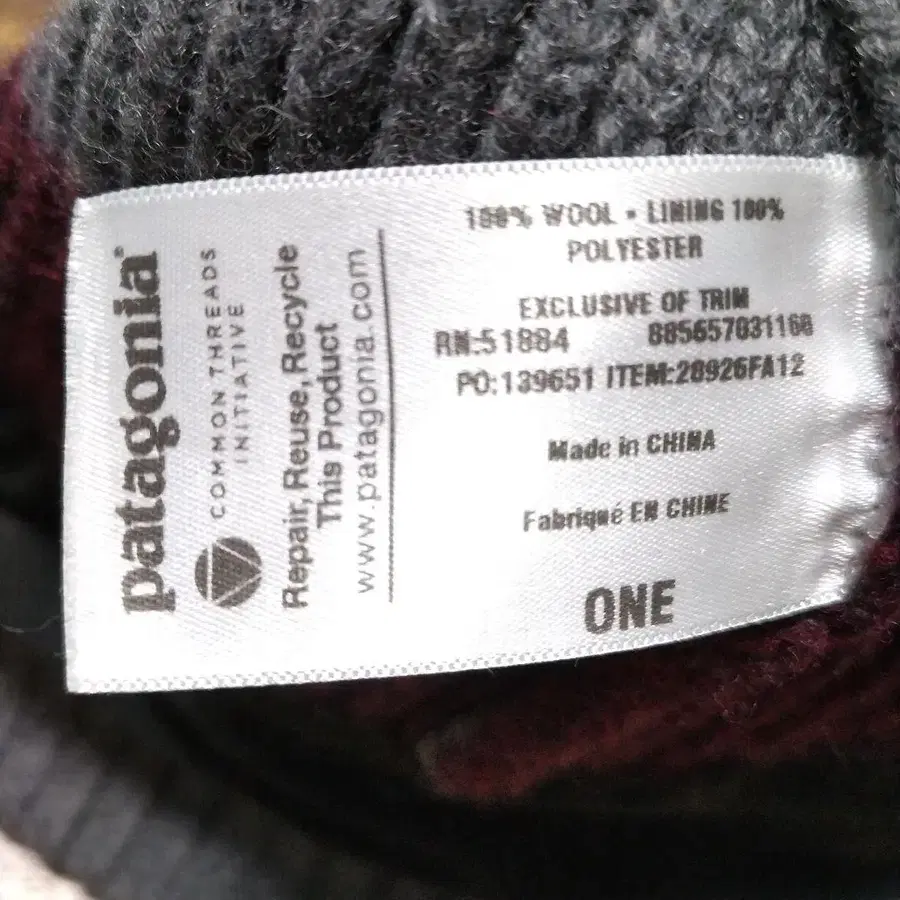 patagonia®
COMMON THREADS
INITIATIVE
Repair, Reuse, Recycle
This Product
www.patagonia.com
100% WOOL • LINING 100%
POLYESTER
EXCLUSIVE OF TRIM
RN:51884 885657031160
PO:139651 ITEM:28926FA12
Made in CHINA
Fabriqué EN CHINE
ONE